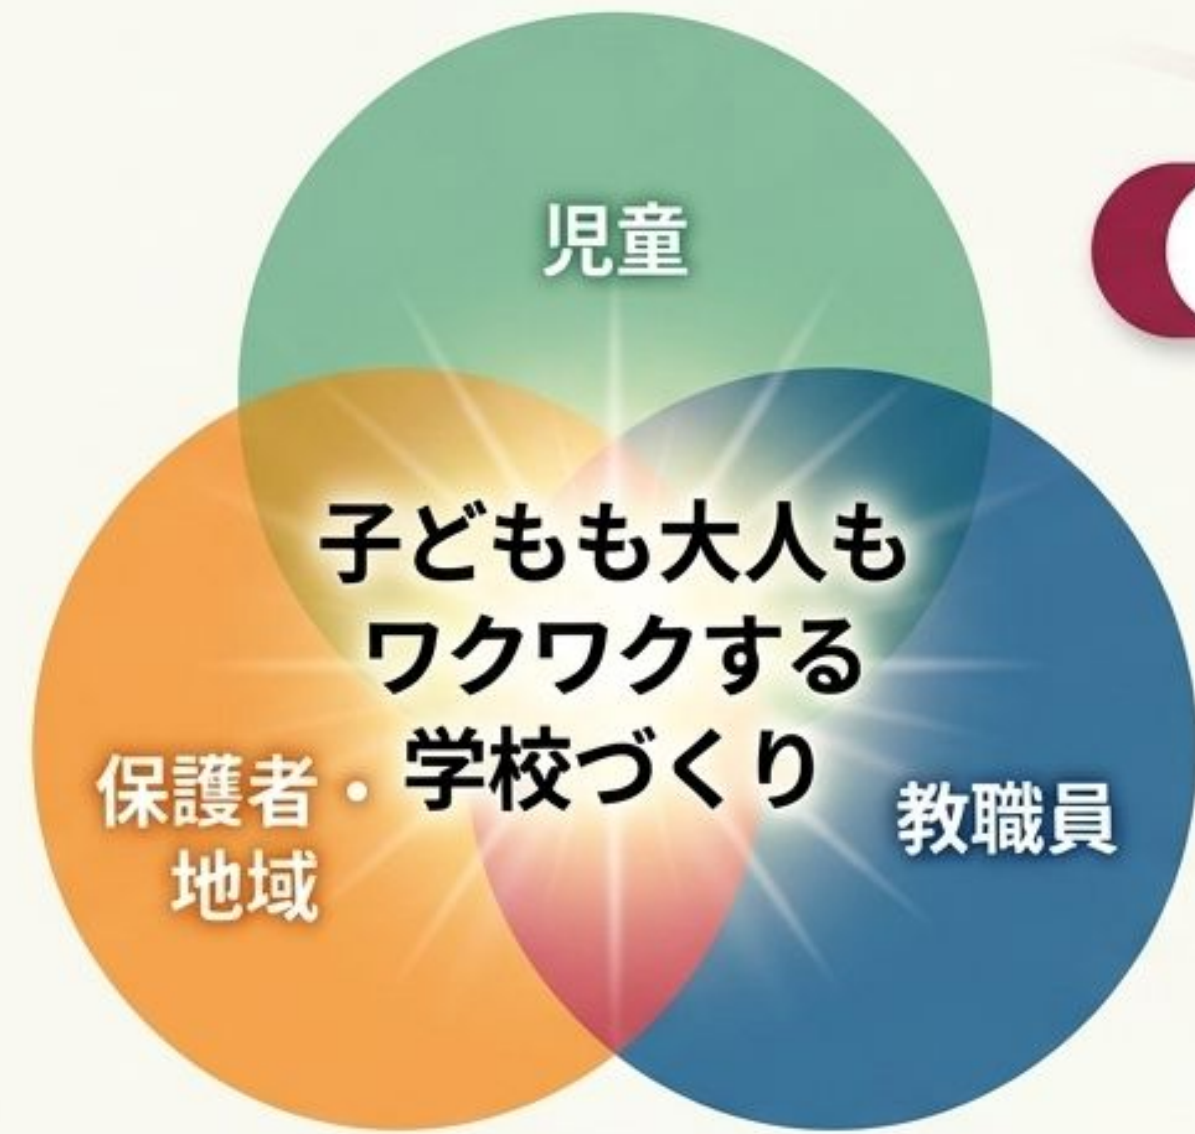 児童
子どもも大人も
ワクワクする
学校づくり
保護者・
地域
教職員